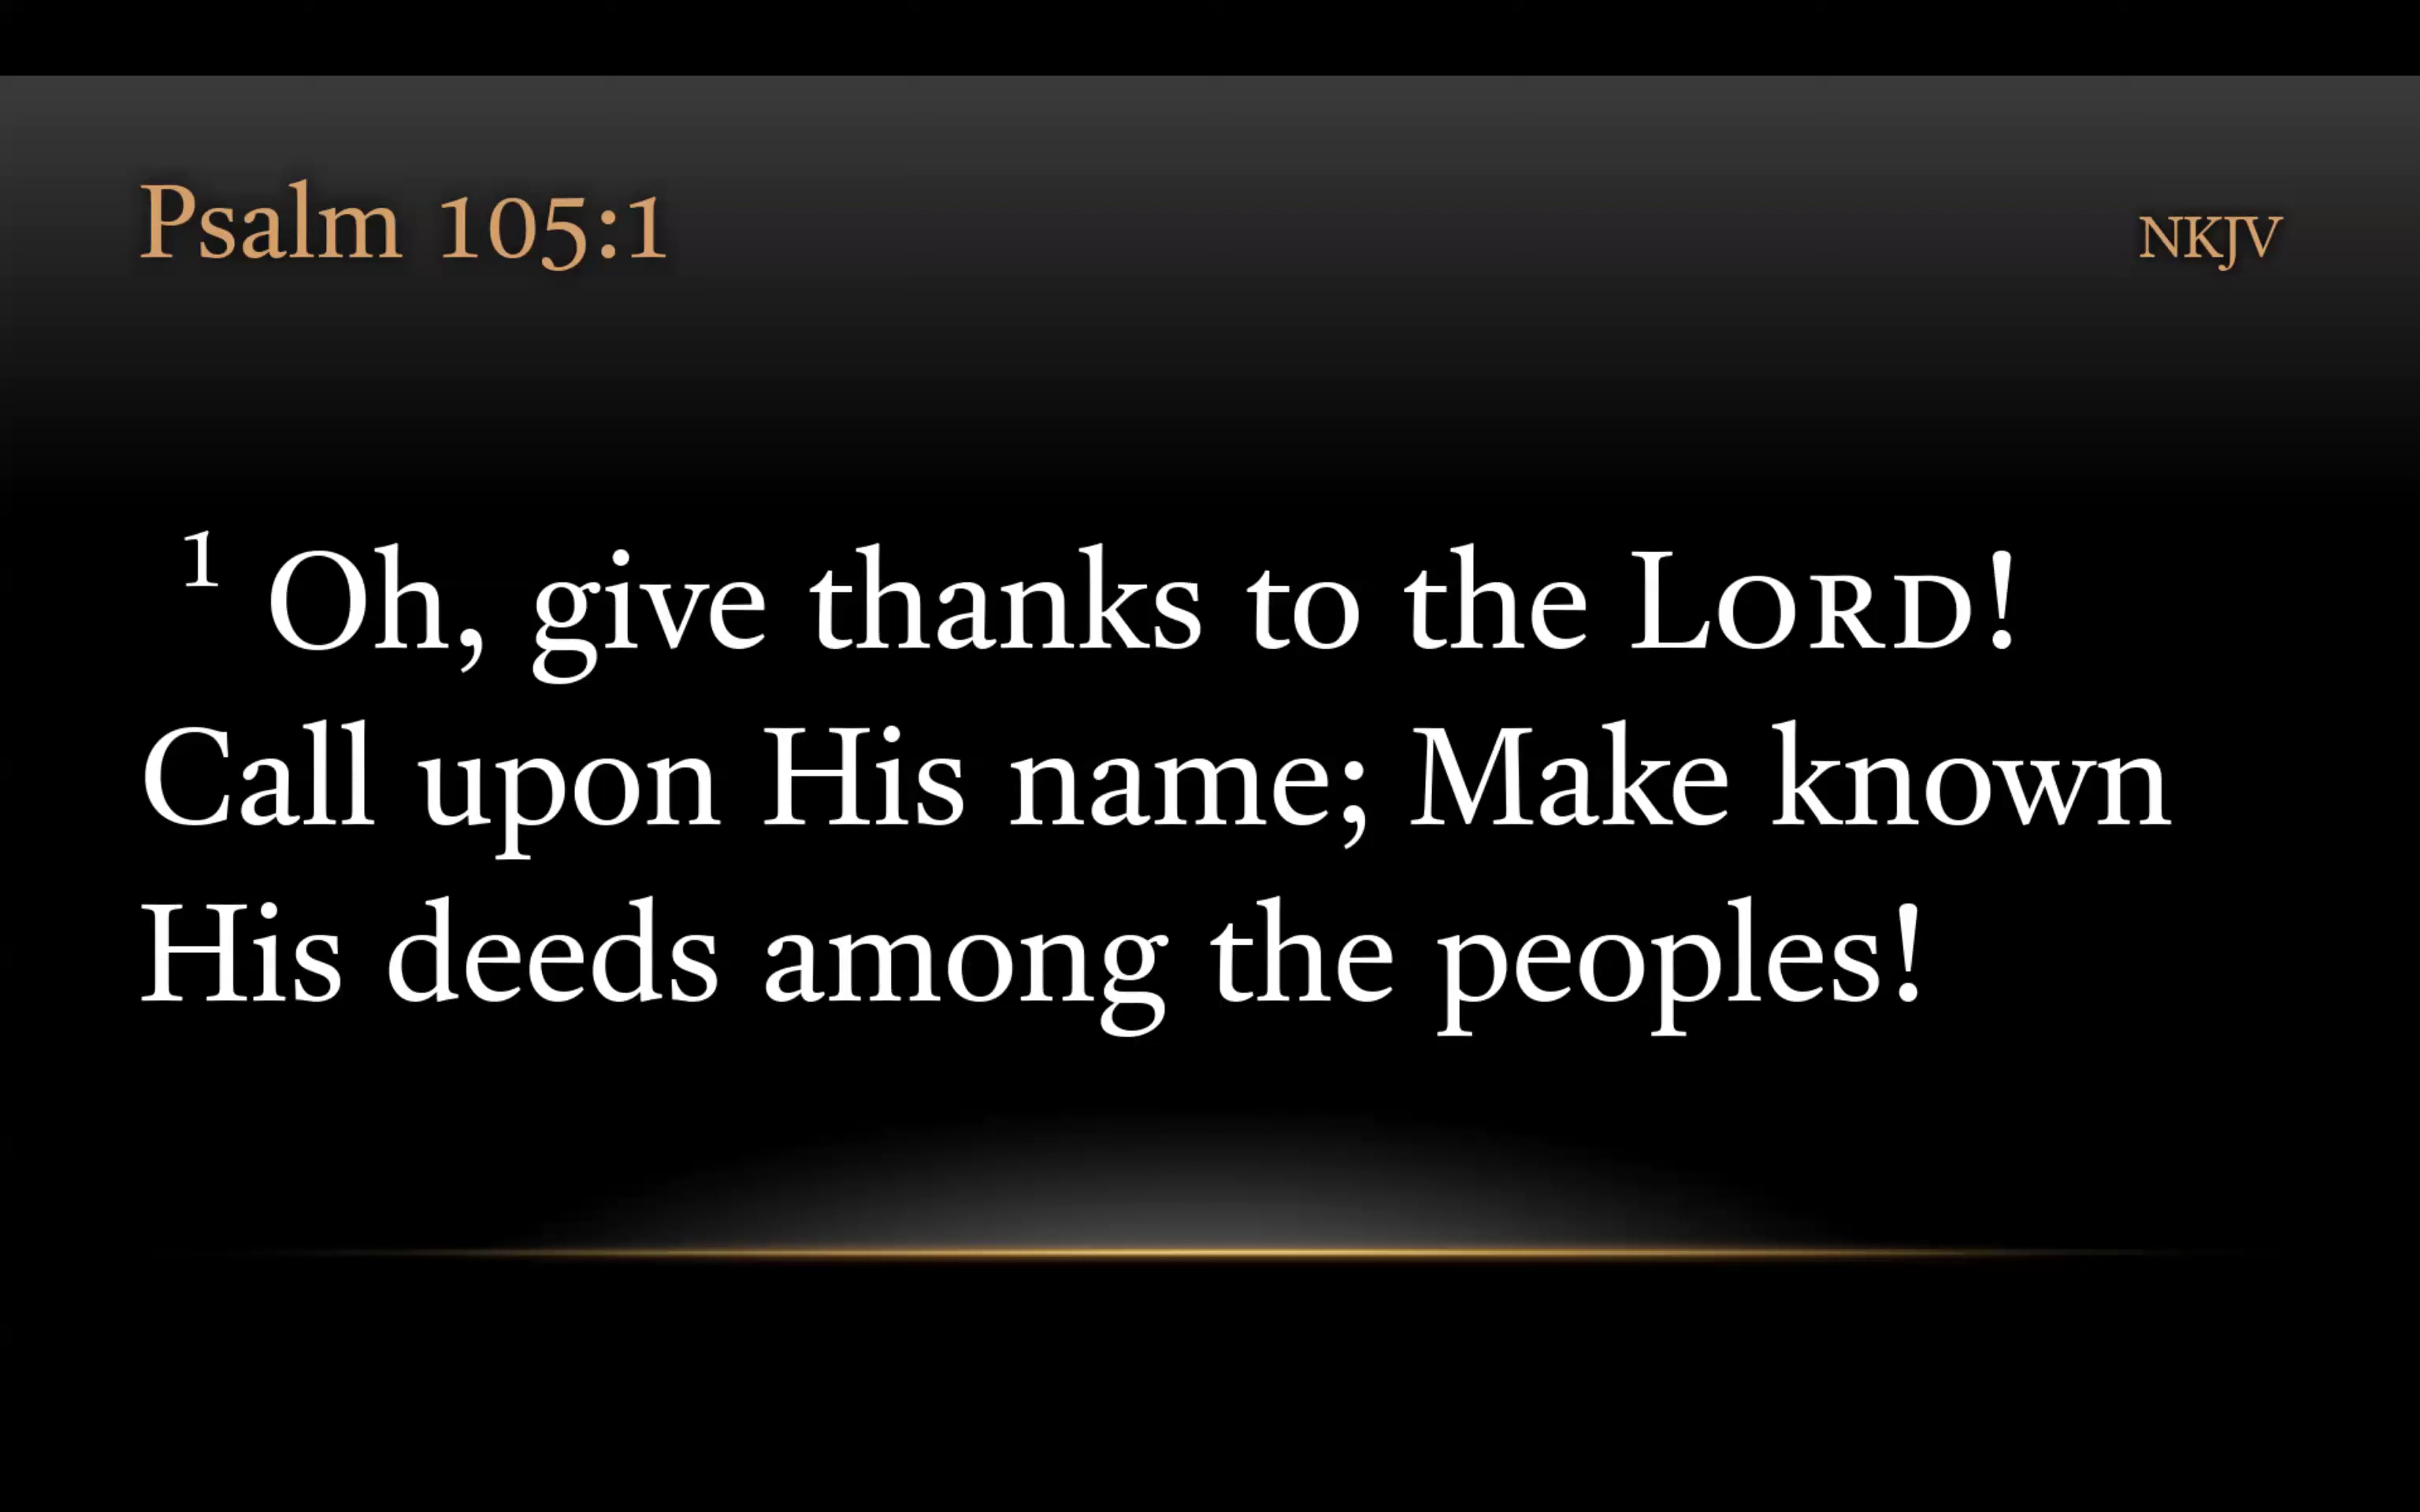 Psalm 105:1
NKJV
1 Oh, give thanks to the LORD!
Call upon His name; Make known
His deeds among the peoples!